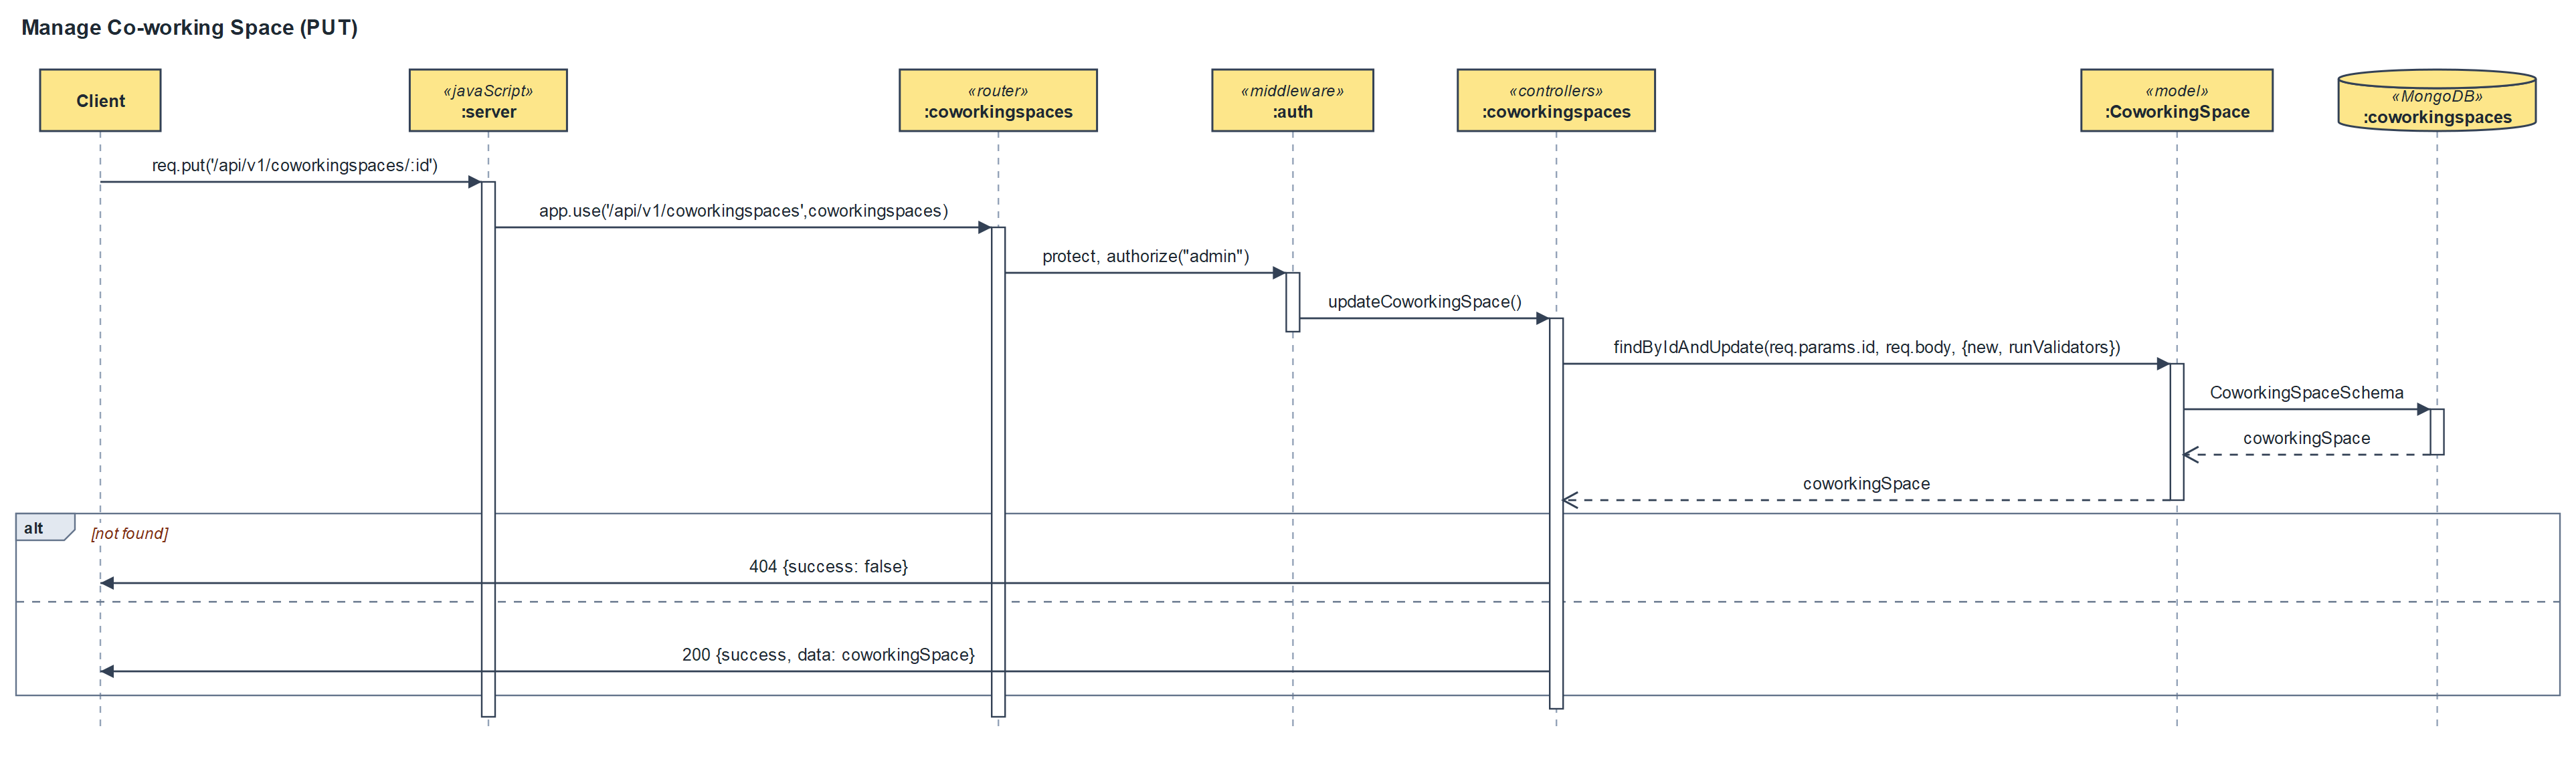 Manage Co-working Space (PUT)
Client
«javaScript»
:server
«router»
:coworkingspaces
«middleware»
:auth
«controllers»
:coworkingspaces
«model»
:CoworkingSpace
«MongoDB»
:coworkingspaces
req.put('/api/v1/coworkingspaces/:id')
app.use('/api/v1/coworkingspaces',coworkingspaces)
protect, authorize("admin")
updateCoworkingSpace()
findByIdAndUpdate(req.params.id, req.body, {new, runValidators})
CoworkingSpaceSchema
coworkingSpace
coworkingSpace
alt
[not found]
404 {success: false}
200 {success, data: coworkingSpace}